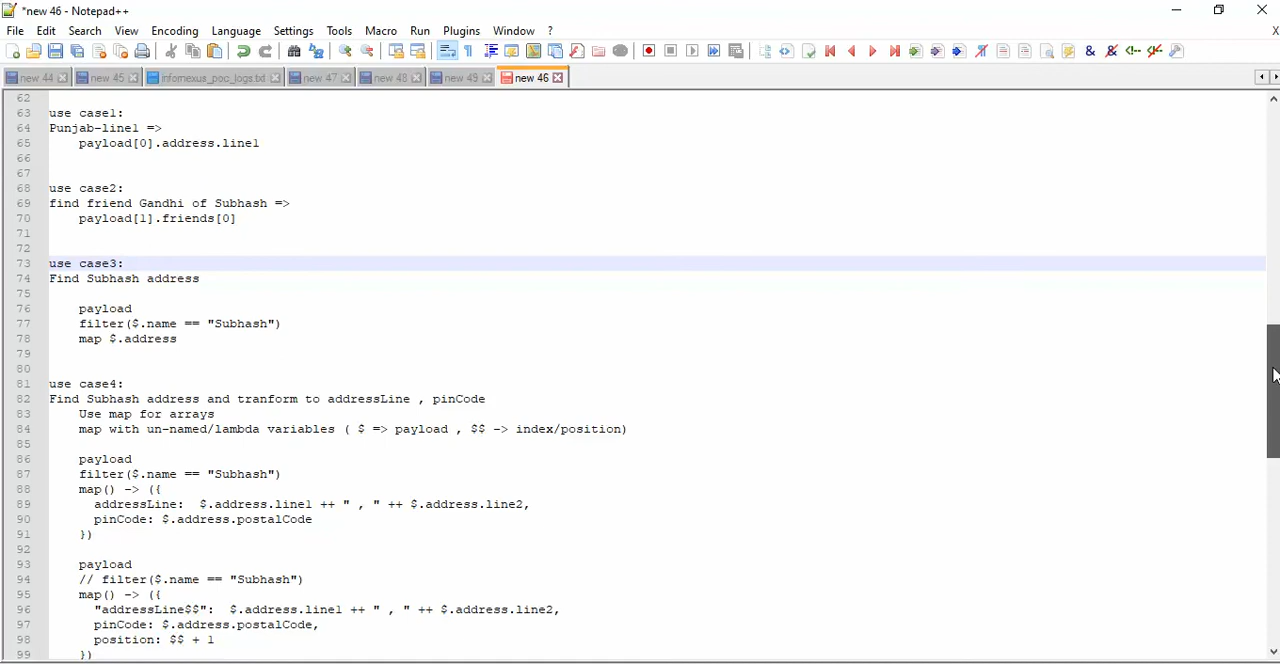 *new 46 - Notepad++
File Edit Search View Encoding Language Settings Tools Macro Run Plugins Window ? X
new 44 new 45 infomexus_poc_logs.txt new 47 new 48 new 49 new 46
62
63 use case1:
64 Punjab-line1 =>
65 payload[0].address.line1
66
67
68 use case2:
69 find friend Gandhi of Subhash =>
70 payload[1].friends[0]
71
72
73 use case3:
74 Find Subhash address
75
76 payload
77 filter($.name == "Subhash")
78 map $.address
79
80
81 use case4:
82 Find Subhash address and tranform to addressLine , pinCode
83 Use map for arrays
84 map with un-named/lambda variables ( $ => payload , $$ -> index/position)
85
86 payload
87 filter($.name == "Subhash")
88 map() -> ({
89 addressLine: $.address.line1 ++ " , " ++ $.address.line2,
90 pinCode: $.address.postalCode
91 })
92
93 payload
94 // filter($.name == "Subhash")
95 map() -> ({
96 "addressLine$$": $.address.line1 ++ " , " ++ $.address.line2,
97 pinCode: $.address.postalCode,
98 position: $$ + 1
99 })